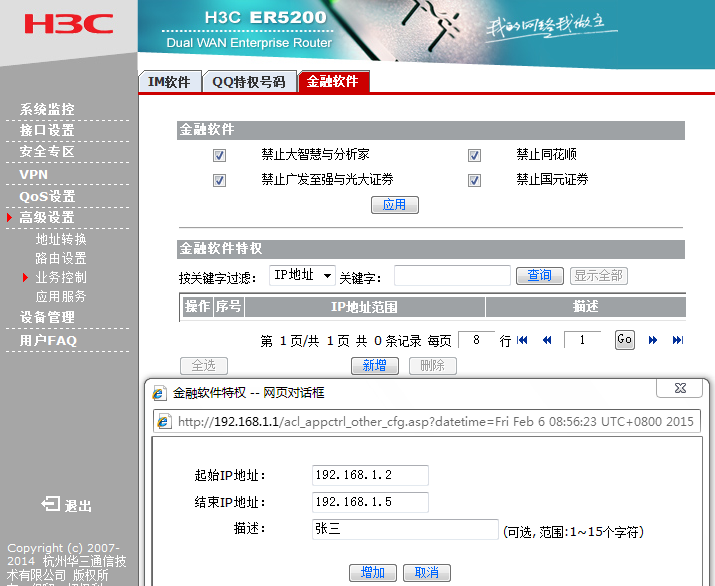 H3C
H3C ER5200
Dual WAN Enterprise Router
我的网络我做主
IM软件 QQ特权号码 金融软件
系统监控
接口设置
安全专区
VPN
QoS设置
高级设置
地址转换
路由设置
业务控制
应用服务
设备管理
用户FAQ
退出
Copyright (c) 2007-
2014 杭州华三通信技
术有限公司 版权所
金融软件
禁止大智慧与分析家 禁止同花顺
禁止广发至强与光大证券 禁止国元证券
应用
金融软件特权
按关键字过滤: IP地址 关键字: 查询 显示全部
操作 序号 IP地址范围 描述
第 1 页/共 1 页 共 0 条记录 每页 8 行 1 Go
全选 新增 删除
金融软件特权 -- 网页对话框
http://192.168.1.1/acl_appctrl_other_cfg.asp?datetime=Fri Feb 6 08:56:23 UTC+0800 2015
起始IP地址: 192.168.1.2
结束IP地址: 192.168.1.5
描述: 张三 (可选, 范围:1~15个字符)
增加 取消